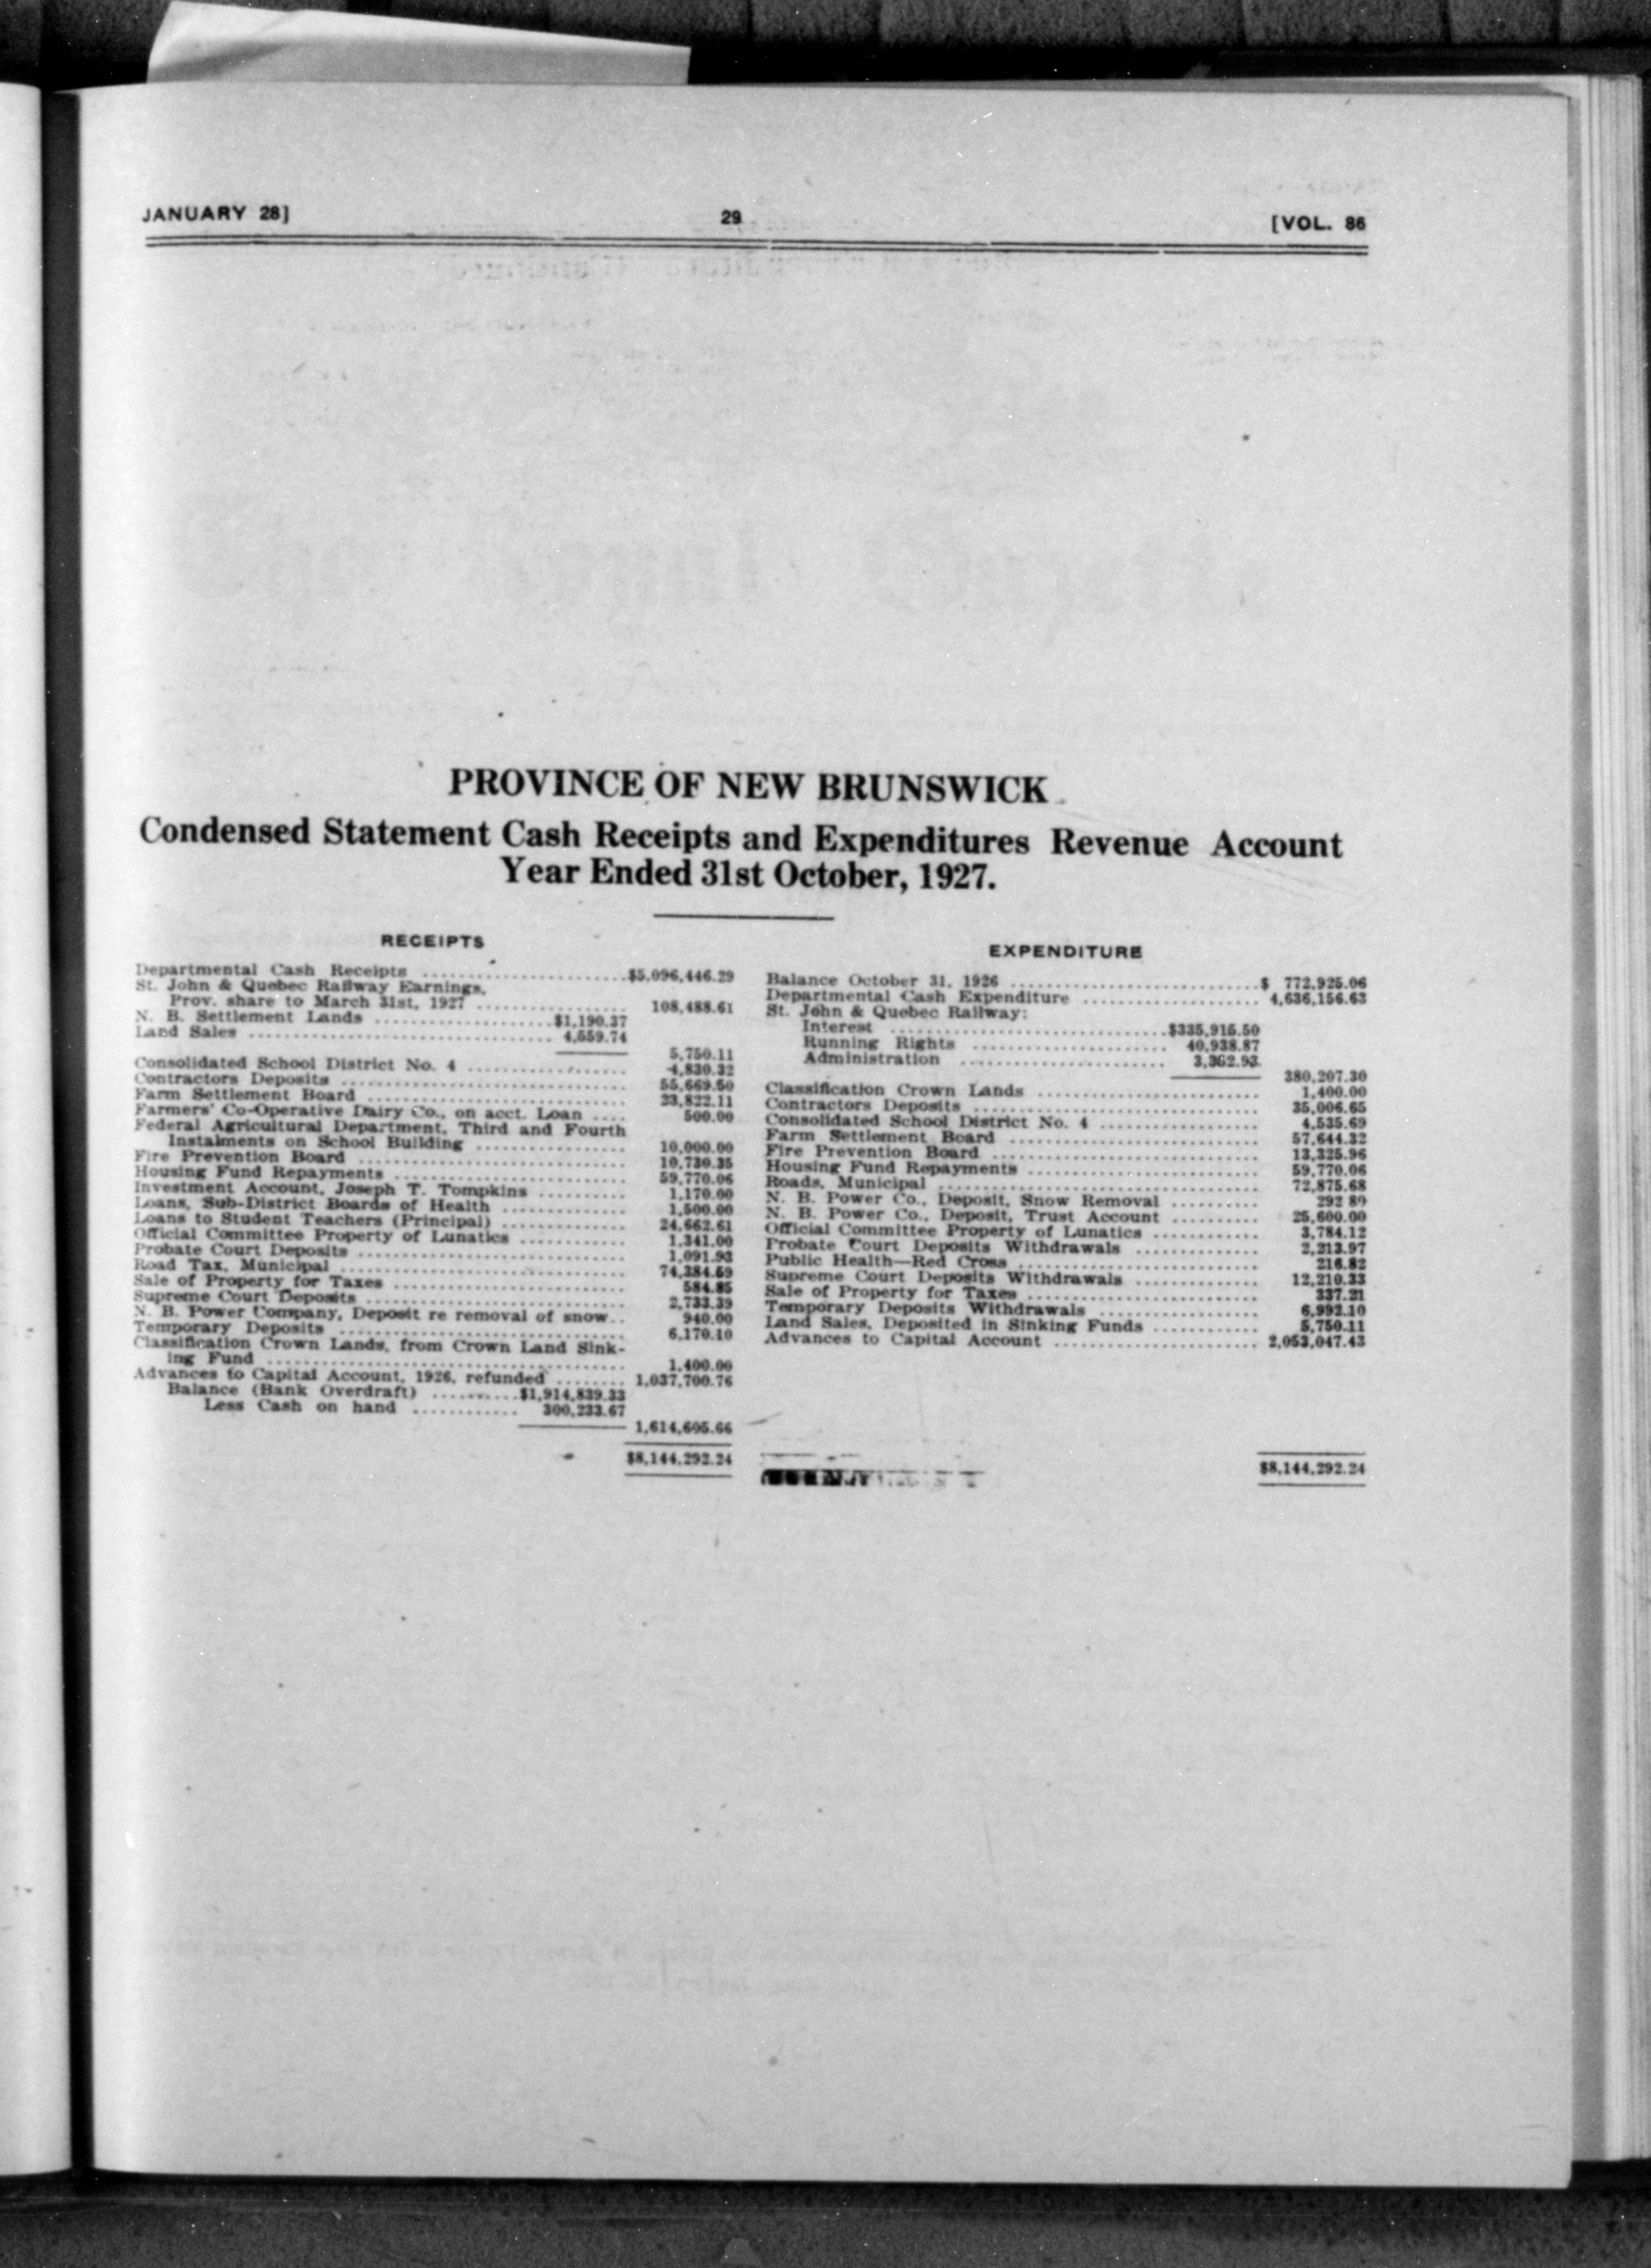 JANUARY 28] 29 [VOL. 86
PROVINCE OF NEW BRUNSWICK
Condensed Statement Cash Receipts and Expenditures Revenue Account
Year Ended 31st October, 1927.
RECEIPTS
Departmental Cash Receipts ........................$5,096,446.29
St. John & Quebec Railway Earnings,
Prov. share to March 31st, 1927 ................. 108,488.61
N. B. Settlement Lands ....................$1,190.37
Land Sales ........................................ 4,559.74
5,750.11
Consolidated School District No. 4 .................. 4,830.32
Contractors Deposits ................................ 55,669.50
Farm Settlement Board ............................... 23,822.11
Farmers' Co-Operative Dairy Co., on acct. Loan .... 500.00
Federal Agricultural Department, Third and Fourth
Instalments on School Building ................. 10,000.00
Fire Prevention Board ............................... 10,730.35
Housing Fund Repayments ............................ 59,770.06
Investment Account, Joseph T. Tompkins .......... 1,170.00
Loans, Sub-District Boards of Health .............. 1,500.00
Loans to Student Teachers (Principal) .............. 24,662.61
Official Committee Property of Lunatics ............ 1,341.00
Probate Court Deposits .............................. 1,091.93
Road Tax, Municipal ................................. 74,384.69
Sale of Property for Taxes .......................... 584.85
Supreme Court Deposits .............................. 2,733.39
N. B. Power Company, Deposit re removal of snow.. 940.00
Temporary Deposits .................................. 6,170.10
Classification Crown Lands, from Crown Land Sink-
ing Fund ......................................... 1,400.00
Advances to Capital Account, 1926, refunded ........ 1,037,700.76
Balance (Bank Overdraft) ..........$1,914,839.33
Less Cash on hand ............ 300,233.67
1,614,605.66
$8,144,292.24
EXPENDITURE
Balance October 31, 1926 ............................$ 772,925.06
Departmental Cash Expenditure .................... 4,636,156.63
St. John & Quebec Railway:
Interest ..............................$335,915.50
Running Rights ..................... 40,938.87
Administration ...................... 3,352.93
380,207.30
Classification Crown Lands ......................... 1,400.00
Contractors Deposits ................................ 35,006.65
Consolidated School District No. 4 .................. 4,535.69
Farm Settlement Board ............................. 57,644.32
Fire Prevention Board ............................... 13,325.96
Housing Fund Repayments .......................... 59,770.06
Roads, Municipal .................................... 72,875.68
N. B. Power Co., Deposit, Snow Removal .......... 292 89
N. B. Power Co., Deposit, Trust Account .......... 25,600.00
Official Committee Property of Lunatics ............ 3,784.12
Probate Court Deposits Withdrawals .............. 2,213.97
Public Health—Red Cross ........................... 216.82
Supreme Court Deposits Withdrawals .............. 12,210.33
Sale of Property for Taxes .......................... 337.21
Temporary Deposits Withdrawals .................. 6,992.10
Land Sales, Deposited in Sinking Funds ............ 5,750.11
Advances to Capital Account ....................... 2,053,047.43
$8,144,292.24